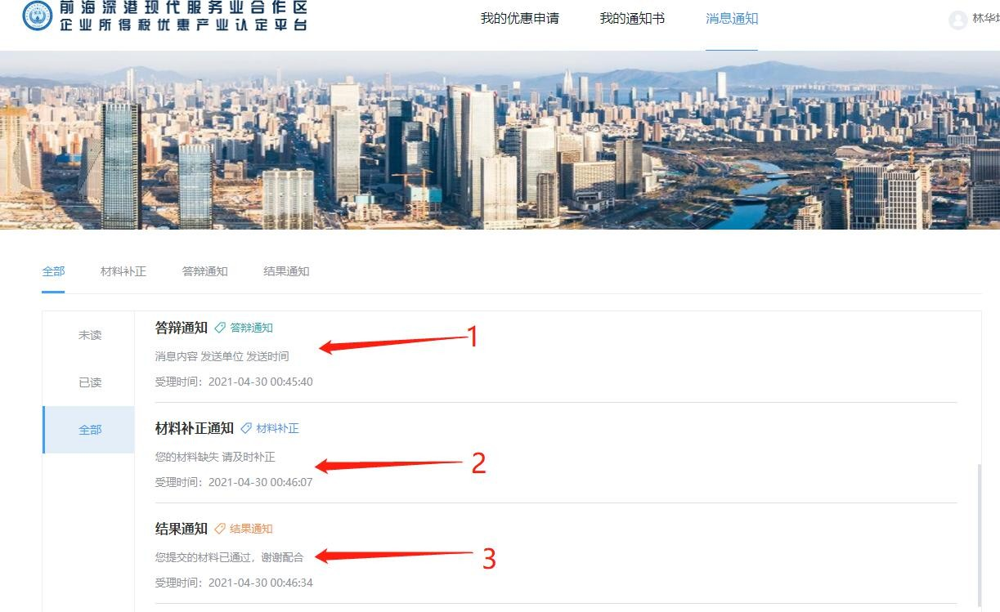 前海深港现代服务业合作区
企业所得税优惠产业认定平台
我的优惠申请 我的通知书 消息通知 林华
全部 材料补正 答辩通知 结果通知
未读
已读
全部
答辩通知 答辩通知
消息内容 发送单位 发送时间
受理时间：2021-04-30 00:45:40
1
材料补正通知 材料补正
您的材料缺失 请及时补正
受理时间：2021-04-30 00:46:07
2
结果通知 结果通知
您提交的材料已通过，谢谢配合
受理时间：2021-04-30 00:46:34
3